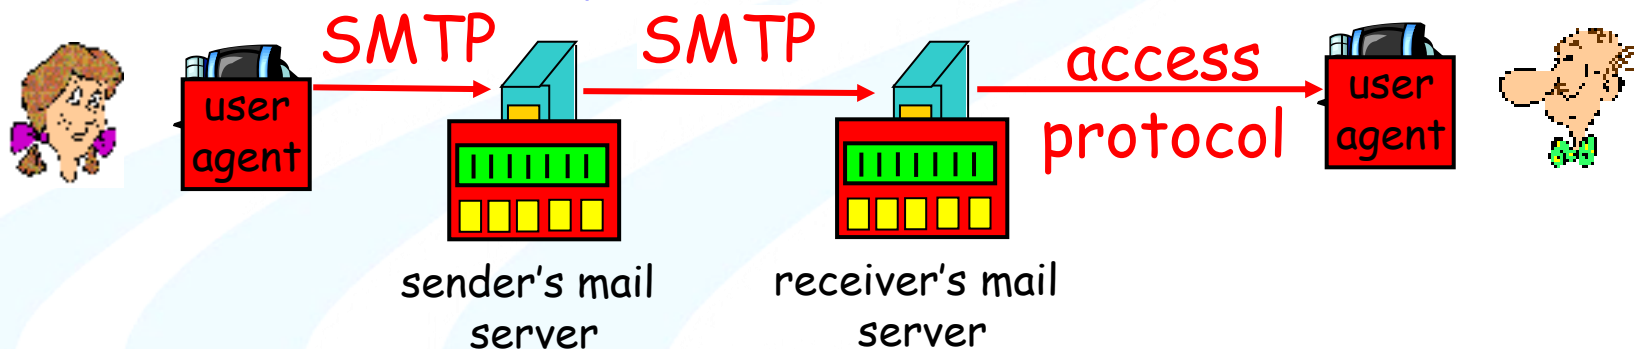 SMTP
SMTP
access
protocol
user
agent
user
agent
sender's mail
server
receiver's mail
server